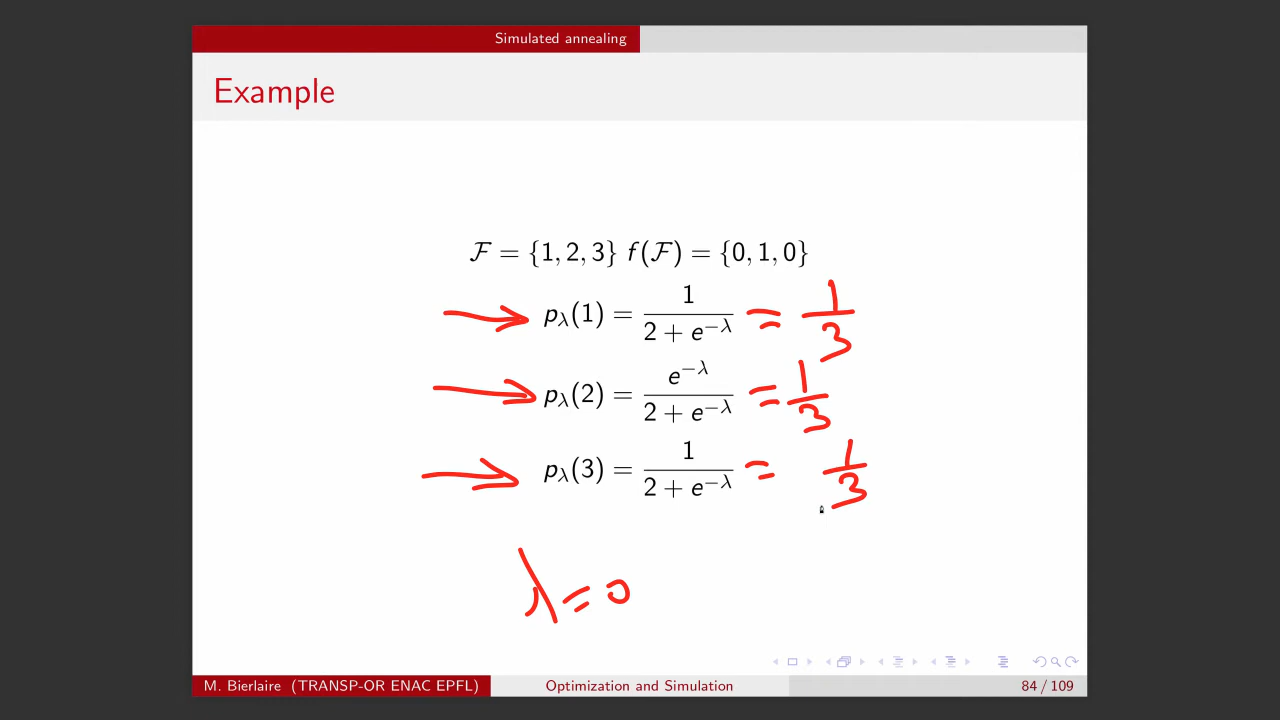 Simulated annealing
Example
ℱ = {1, 2, 3} f(ℱ) = {0, 1, 0}
p_λ(1) = 1 / (2 + e^{−λ}) = 1/3
p_λ(2) = e^{−λ} / (2 + e^{−λ}) = 1/3
p_λ(3) = 1 / (2 + e^{−λ}) = 1/3
λ = 0
M. Bierlaire (TRANSP-OR ENAC EPFL) Optimization and Simulation 84 / 109